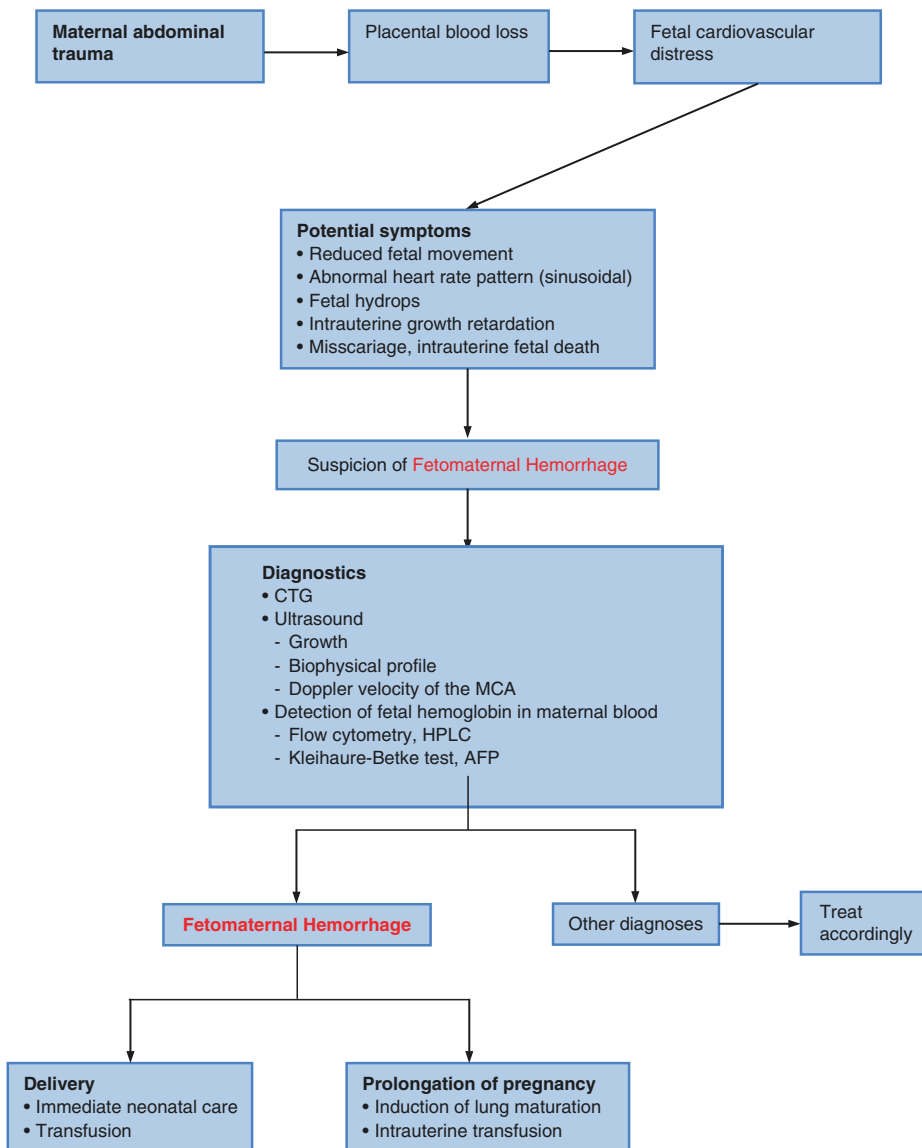 Maternal abdominal
trauma
Placental blood loss
Fetal cardiovascular
distress
Potential symptoms
• Reduced fetal movement
• Abnormal heart rate pattern (sinusoidal)
• Fetal hydrops
• Intrauterine growth retardation
• Misscariage, intrauterine fetal death
Suspicion of Fetomaternal Hemorrhage
Diagnostics
• CTG
• Ultrasound
- Growth
- Biophysical profile
- Doppler velocity of the MCA
• Detection of fetal hemoglobin in maternal blood
- Flow cytometry, HPLC
- Kleihaure-Betke test, AFP
Fetomaternal Hemorrhage
Other diagnoses
Treat
accordingly
Delivery
• Immediate neonatal care
• Transfusion
Prolongation of pregnancy
• Induction of lung maturation
• Intrauterine transfusion